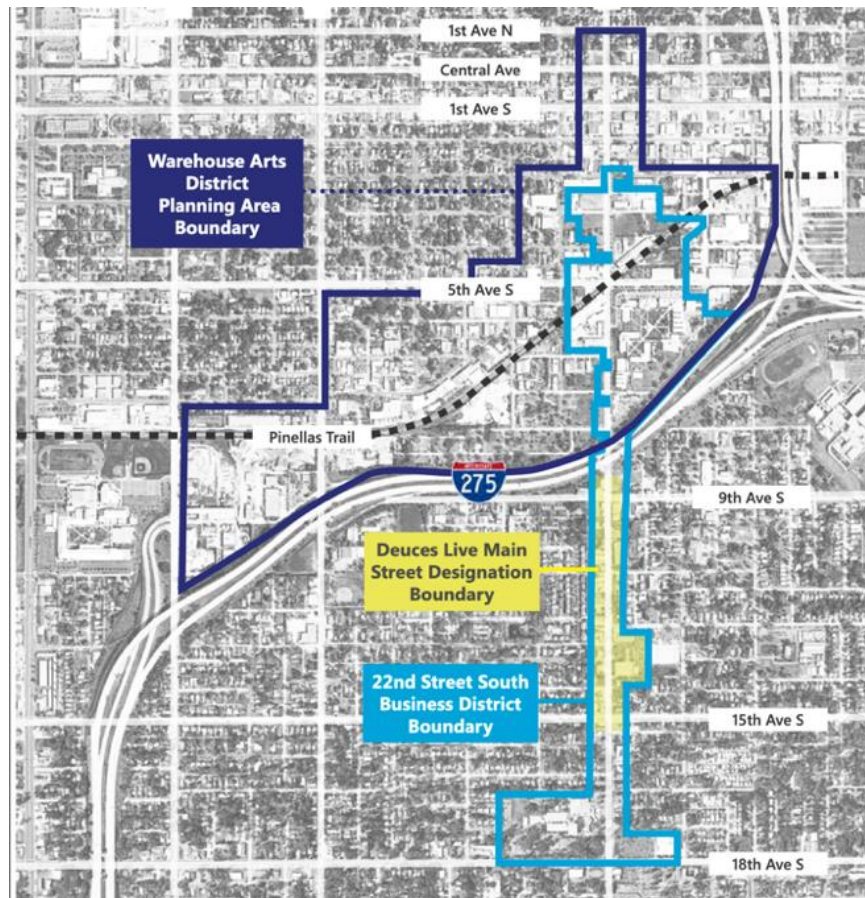 1st Ave N
Central Ave
1st Ave S
Warehouse Arts
District
Planning Area
Boundary
5th Ave S
Pinellas Trail
INTERSTATE
275
9th Ave S
Deuces Live Main
Street Designation
Boundary
22nd Street South
Business District
Boundary
15th Ave S
18th Ave S